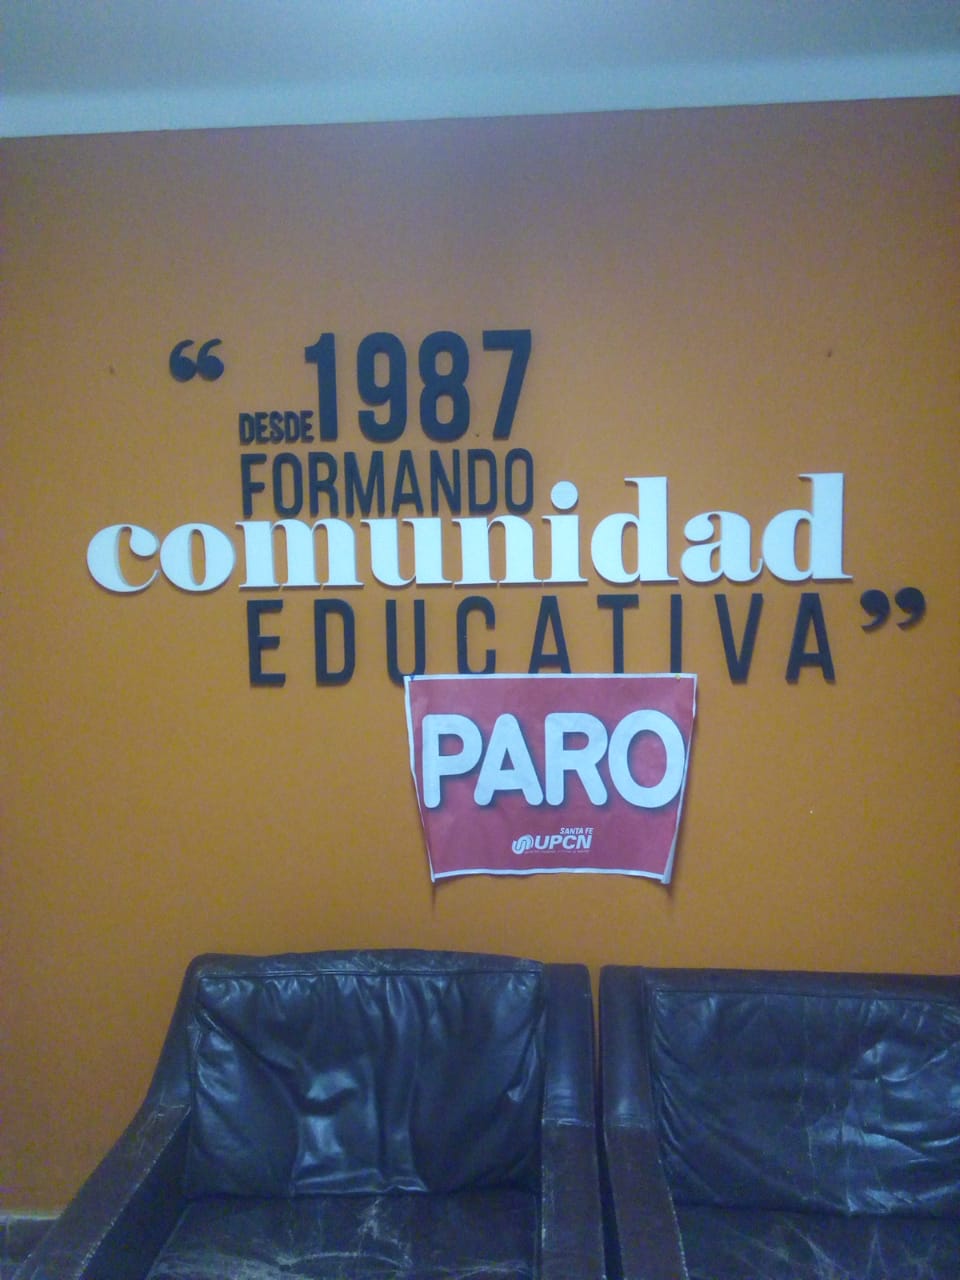 “ DESDE 1987
FORMANDO
comunidad
EDUCATIVA ”
PARO
SANTA FE
UPCN